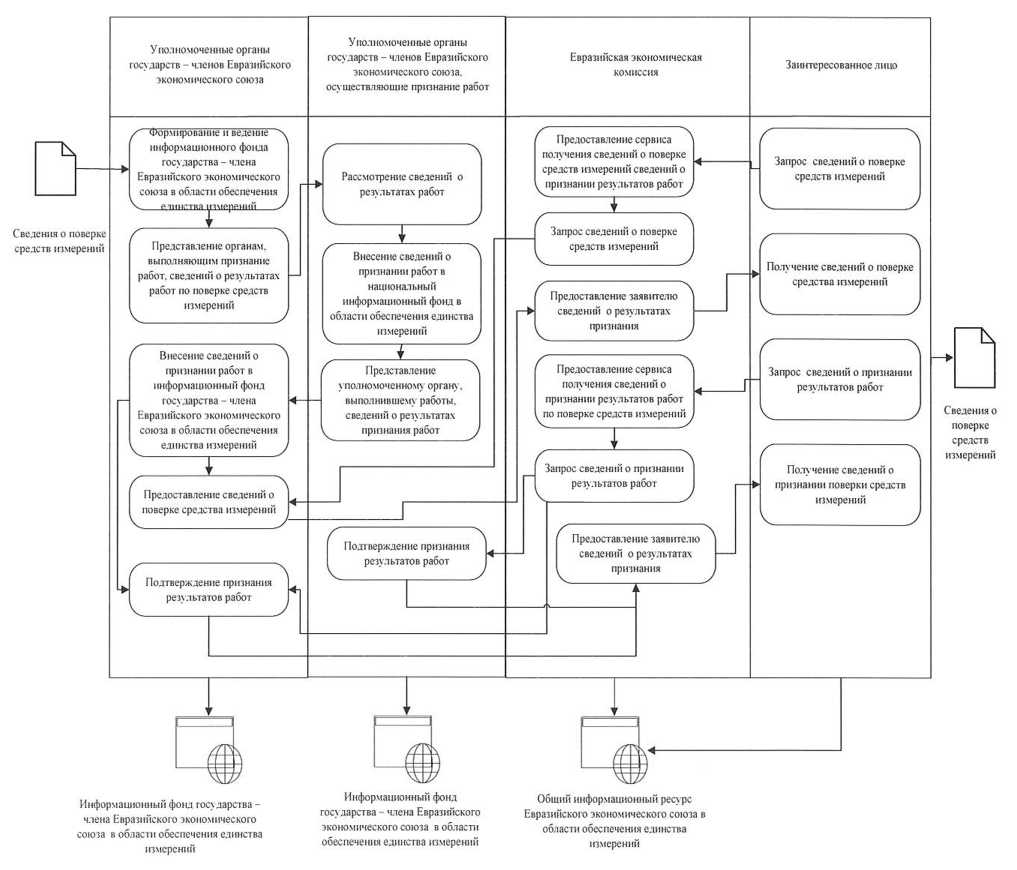 Уполномоченные органы
государств – членов Евразийского
экономического союза
Уполномоченные органы
государств – членов Евразийского
экономического союза,
осуществляющие признание работ
Евразийская экономическая
комиссия
Заинтересованное лицо
Сведения о поверке
средств измерений
Формирование и ведение
информационного фонда
государства – члена
Евразийского экономического
союза в области обеспечения
единства измерений
Представление органам,
выполняющим признание
работ, сведений о результатах
работ по поверке средств
измерений
Внесение сведений о
признании работ в
информационный фонд
государства – члена
Евразийского экономического
союза в области обеспечения
единства измерений
Предоставление сведений о
поверке средства измерений
Подтверждение признания
результатов работ
Рассмотрение сведений о
результатах работ
Внесение сведений о
признании работ в
национальный
информационный фонд в
области обеспечения единства
измерений
Представление
уполномоченному органу,
выполнившему работы,
сведений о результатах
признания работ
Подтверждение признания
результатов работ
Предоставление сервиса
получения сведений о поверке
средств измерений сведений о
признании результатов работ
Запрос сведений о поверке
средств измерений
Предоставление заявителю
сведений о результатах
признания
Представление сервиса
получения сведений о
признании результатов работ
по поверке средств измерений
Запрос сведений о признании
результатов работ
Предоставление заявителю
сведений о результатах
признания
Запрос сведений о поверке
средств измерений
Получение сведений о поверке
средства измерений
Запрос сведений о признании
результатов работ
Получение сведений о
признании поверки средств
измерений
Сведения о
поверке
средств
измерений
Информационный фонд государства –
члена Евразийского экономического
союза в области обеспечения единства
измерений
Информационный фонд
государства – члена Евразийского
экономического союза в области
обеспечения единства измерений
Общий информационный ресурс
Евразийского экономического союза в
области обеспечения единства
измерений